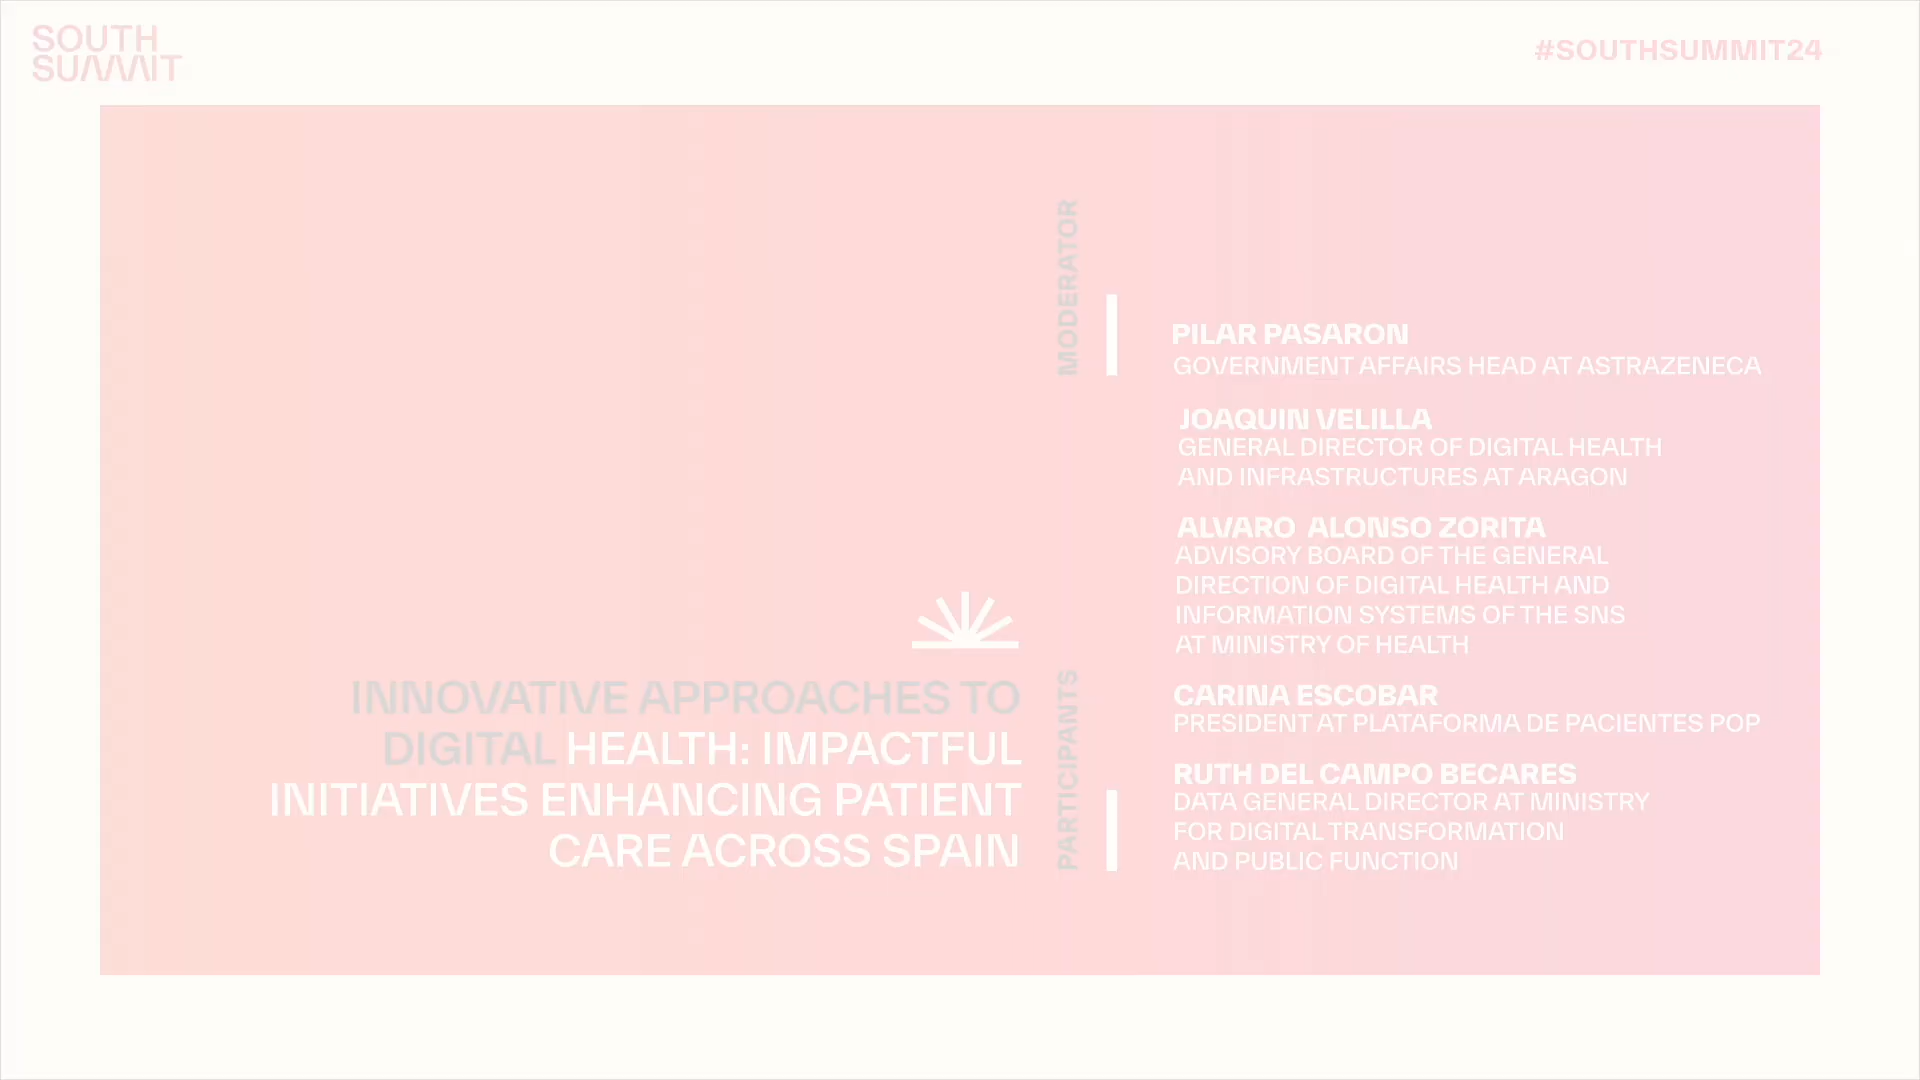 SOUTH
SUMMIT
#SOUTHSUMMIT24
INNOVATIVE APPROACHES TO
DIGITAL HEALTH: IMPACTFUL
INITIATIVES ENHANCING PATIENT
CARE ACROSS SPAIN
MODERATOR
PILAR PASARON
GOVERNMENT AFFAIRS HEAD AT ASTRAZENECA
PARTICIPANTS
JOAQUIN VELILLA
GENERAL DIRECTOR OF DIGITAL HEALTH
AND INFRASTRUCTURES AT ARAGON
ALVARO ALONSO ZORITA
ADVISORY BOARD OF THE GENERAL
DIRECTION OF DIGITAL HEALTH AND
INFORMATION SYSTEMS OF THE SNS
AT MINISTRY OF HEALTH
CARINA ESCOBAR
PRESIDENT AT PLATAFORMA DE PACIENTES POP
RUTH DEL CAMPO BECARES
DATA GENERAL DIRECTOR AT MINISTRY
FOR DIGITAL TRANSFORMATION
AND PUBLIC FUNCTION